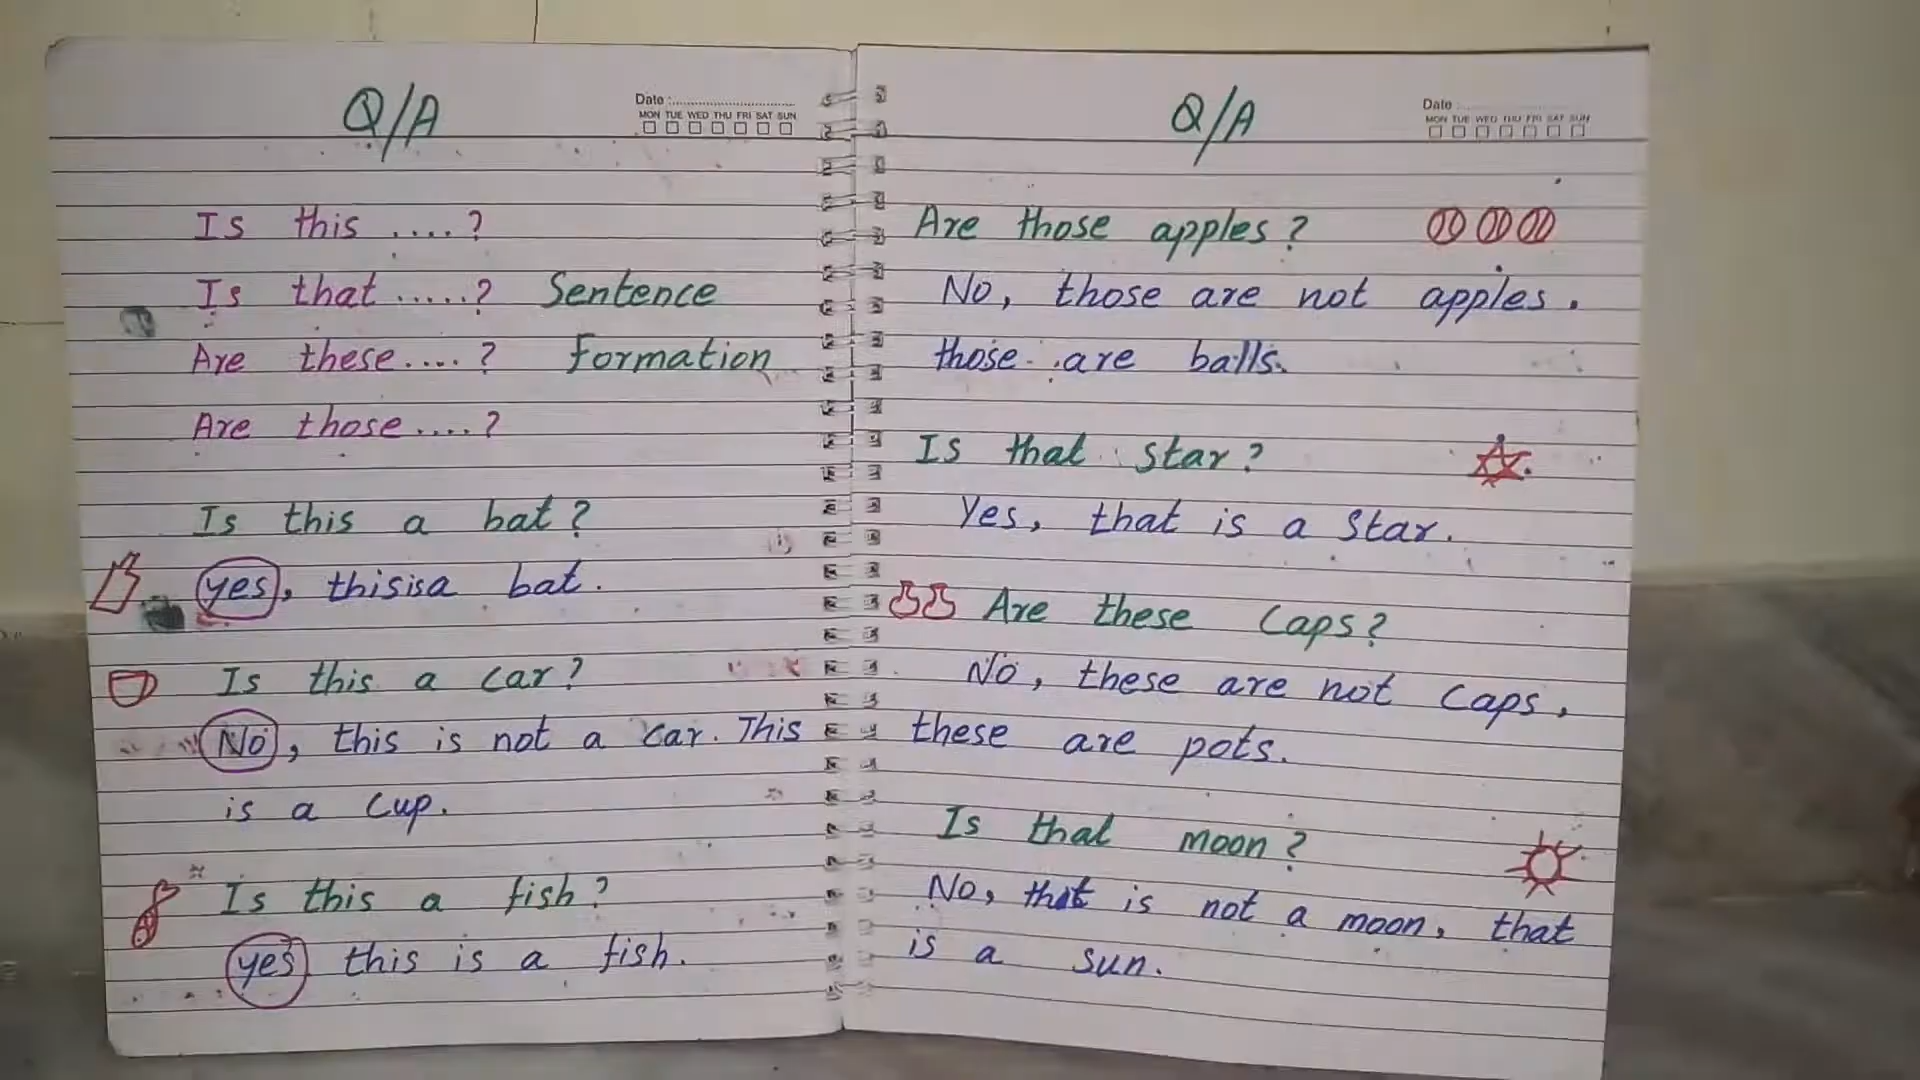 Q/A
Date :
MON TUE WED THU FRI SAT SUN
Is this ....?
Is that .....? Sentence
Are these....? Formation
Are those....?
Is this a bat?
yes, thisisa bat.
Is this a car?
No, this is not a car. This
is a cup.
Is this a fish?
yes, this is a fish.
Q/A
Date :
MON TUE WED THU FRI SAT SUN
Are those apples?
No, those are not apples.
those are balls.
Is that star?
Yes, that is a star.
Are these caps?
No, these are not caps,
these are pots.
Is that moon?
No, that is not a moon, that
is a sun.